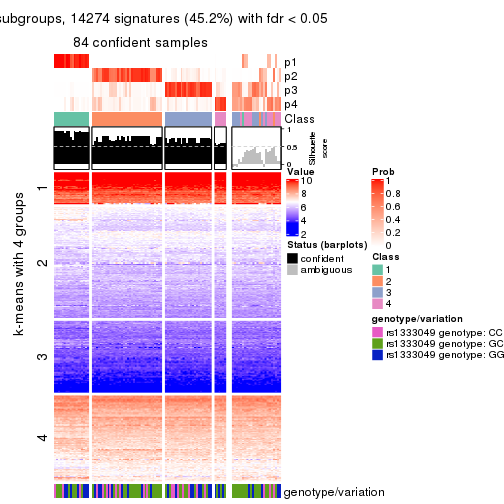 subgroups, 14274 signatures (45.2%) with fdr < 0.05
84 confident samples
p1
p2
p3
p4
Class
1
0.5
0
Silhouette
score
k-means with 4 groups
1
2
3
4
Value
10
8
6
4
2
Status (barplots)
confident
ambiguous
Prob
1
0.8
0.6
0.4
0.2
0
Class
1
2
3
4
genotype/variation
rs1333049 genotype: CC
rs1333049 genotype: GC
rs1333049 genotype: GG
genotype/variation